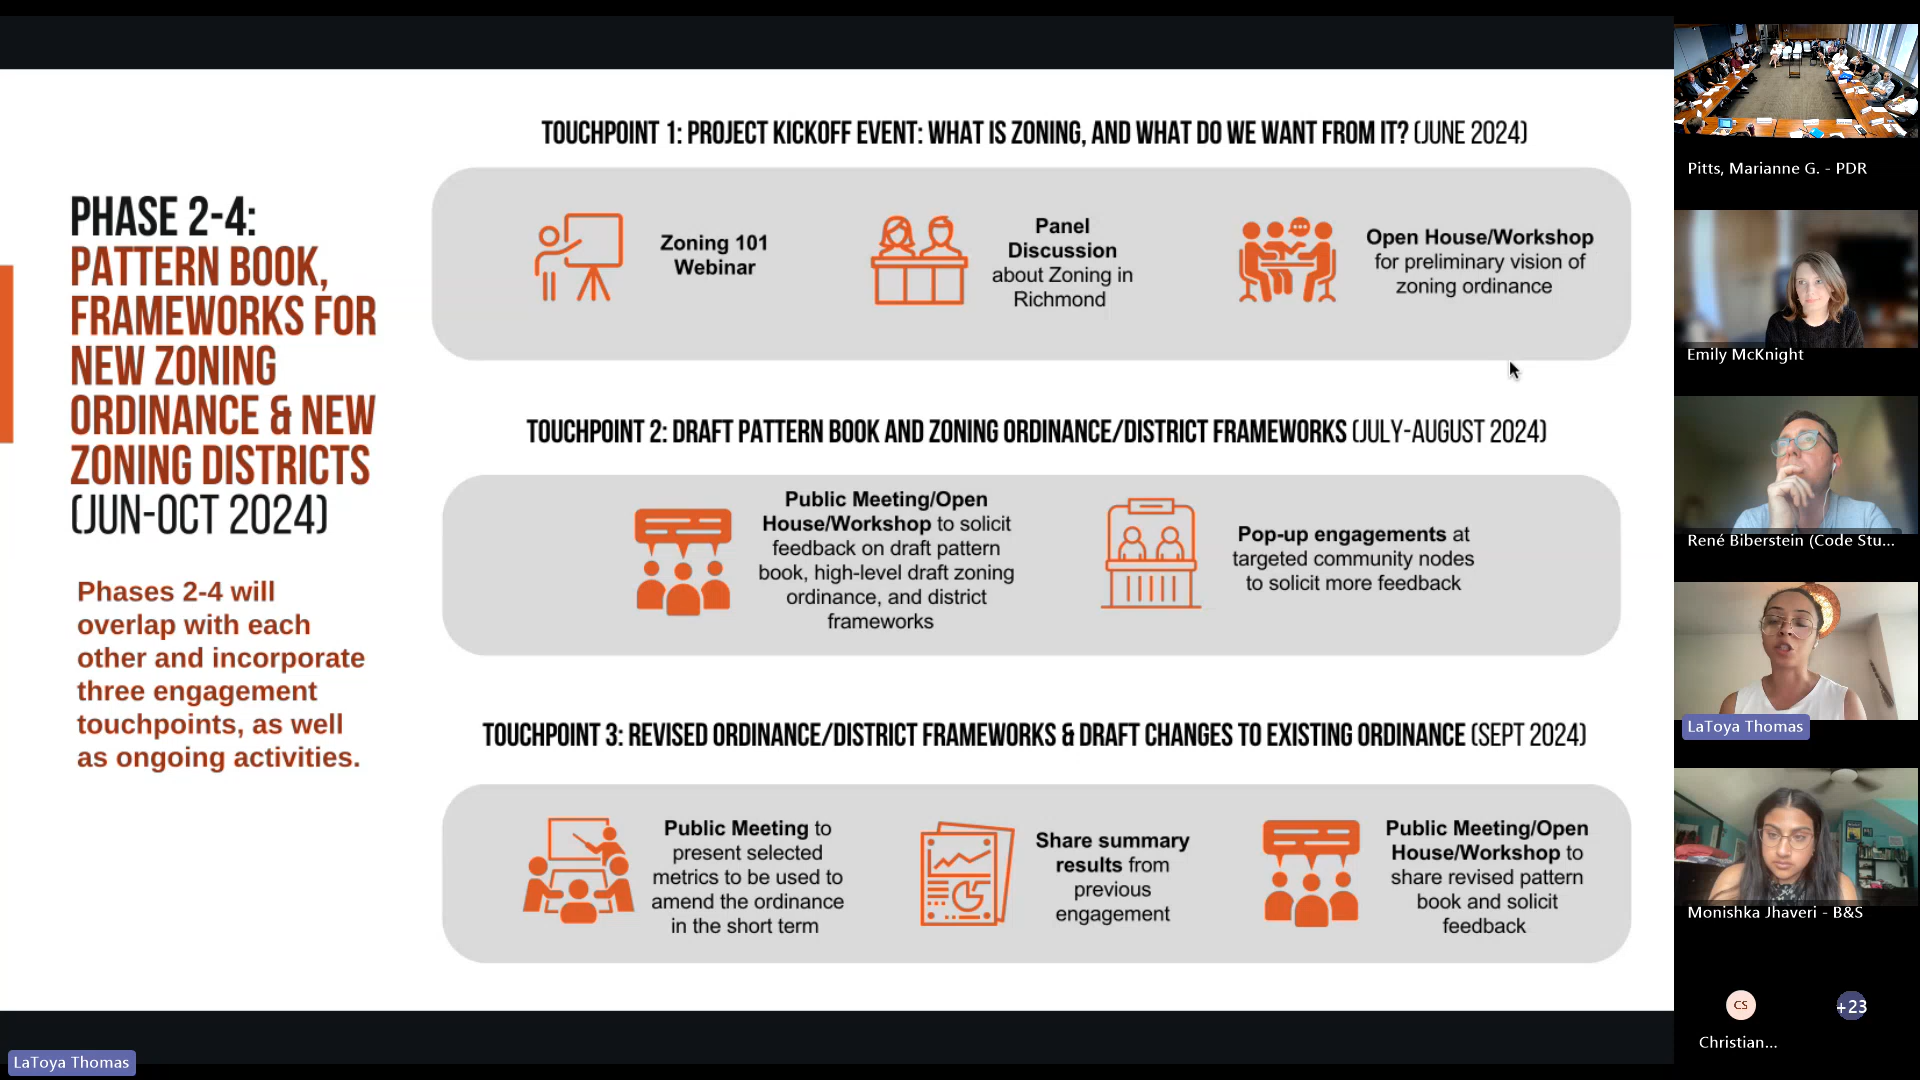 PHASE 2-4:
PATTERN BOOK,
FRAMEWORKS FOR
NEW ZONING
ORDINANCE & NEW
ZONING DISTRICTS
(JUN-OCT 2024)
Phases 2-4 will
overlap with each
other and incorporate
three engagement
touchpoints, as well
as ongoing activities.
TOUCHPOINT 1: PROJECT KICKOFF EVENT: WHAT IS ZONING, AND WHAT DO WE WANT FROM IT? (JUNE 2024)
Zoning 101
Webinar
Panel
Discussion
about Zoning in
Richmond
Open House/Workshop
for preliminary vision of
zoning ordinance
TOUCHPOINT 2: DRAFT PATTERN BOOK AND ZONING ORDINANCE/DISTRICT FRAMEWORKS (JULY-AUGUST 2024)
Public Meeting/Open
House/Workshop to solicit
feedback on draft pattern
book, high-level draft zoning
ordinance, and district
frameworks
Pop-up engagements at
targeted community nodes
to solicit more feedback
TOUCHPOINT 3: REVISED ORDINANCE/DISTRICT FRAMEWORKS & DRAFT CHANGES TO EXISTING ORDINANCE (SEPT 2024)
Public Meeting to
present selected
metrics to be used to
amend the ordinance
in the short term
Share summary
results from
previous
engagement
Public Meeting/Open
House/Workshop to
share revised pattern
book and solicit
feedback
Pitts, Marianne G. - PDR
Emily McKnight
René Biberstein (Code Stu...
LaToya Thomas
Monishka Jhaveri - B&S
CS
+23
Christian...
LaToya Thomas